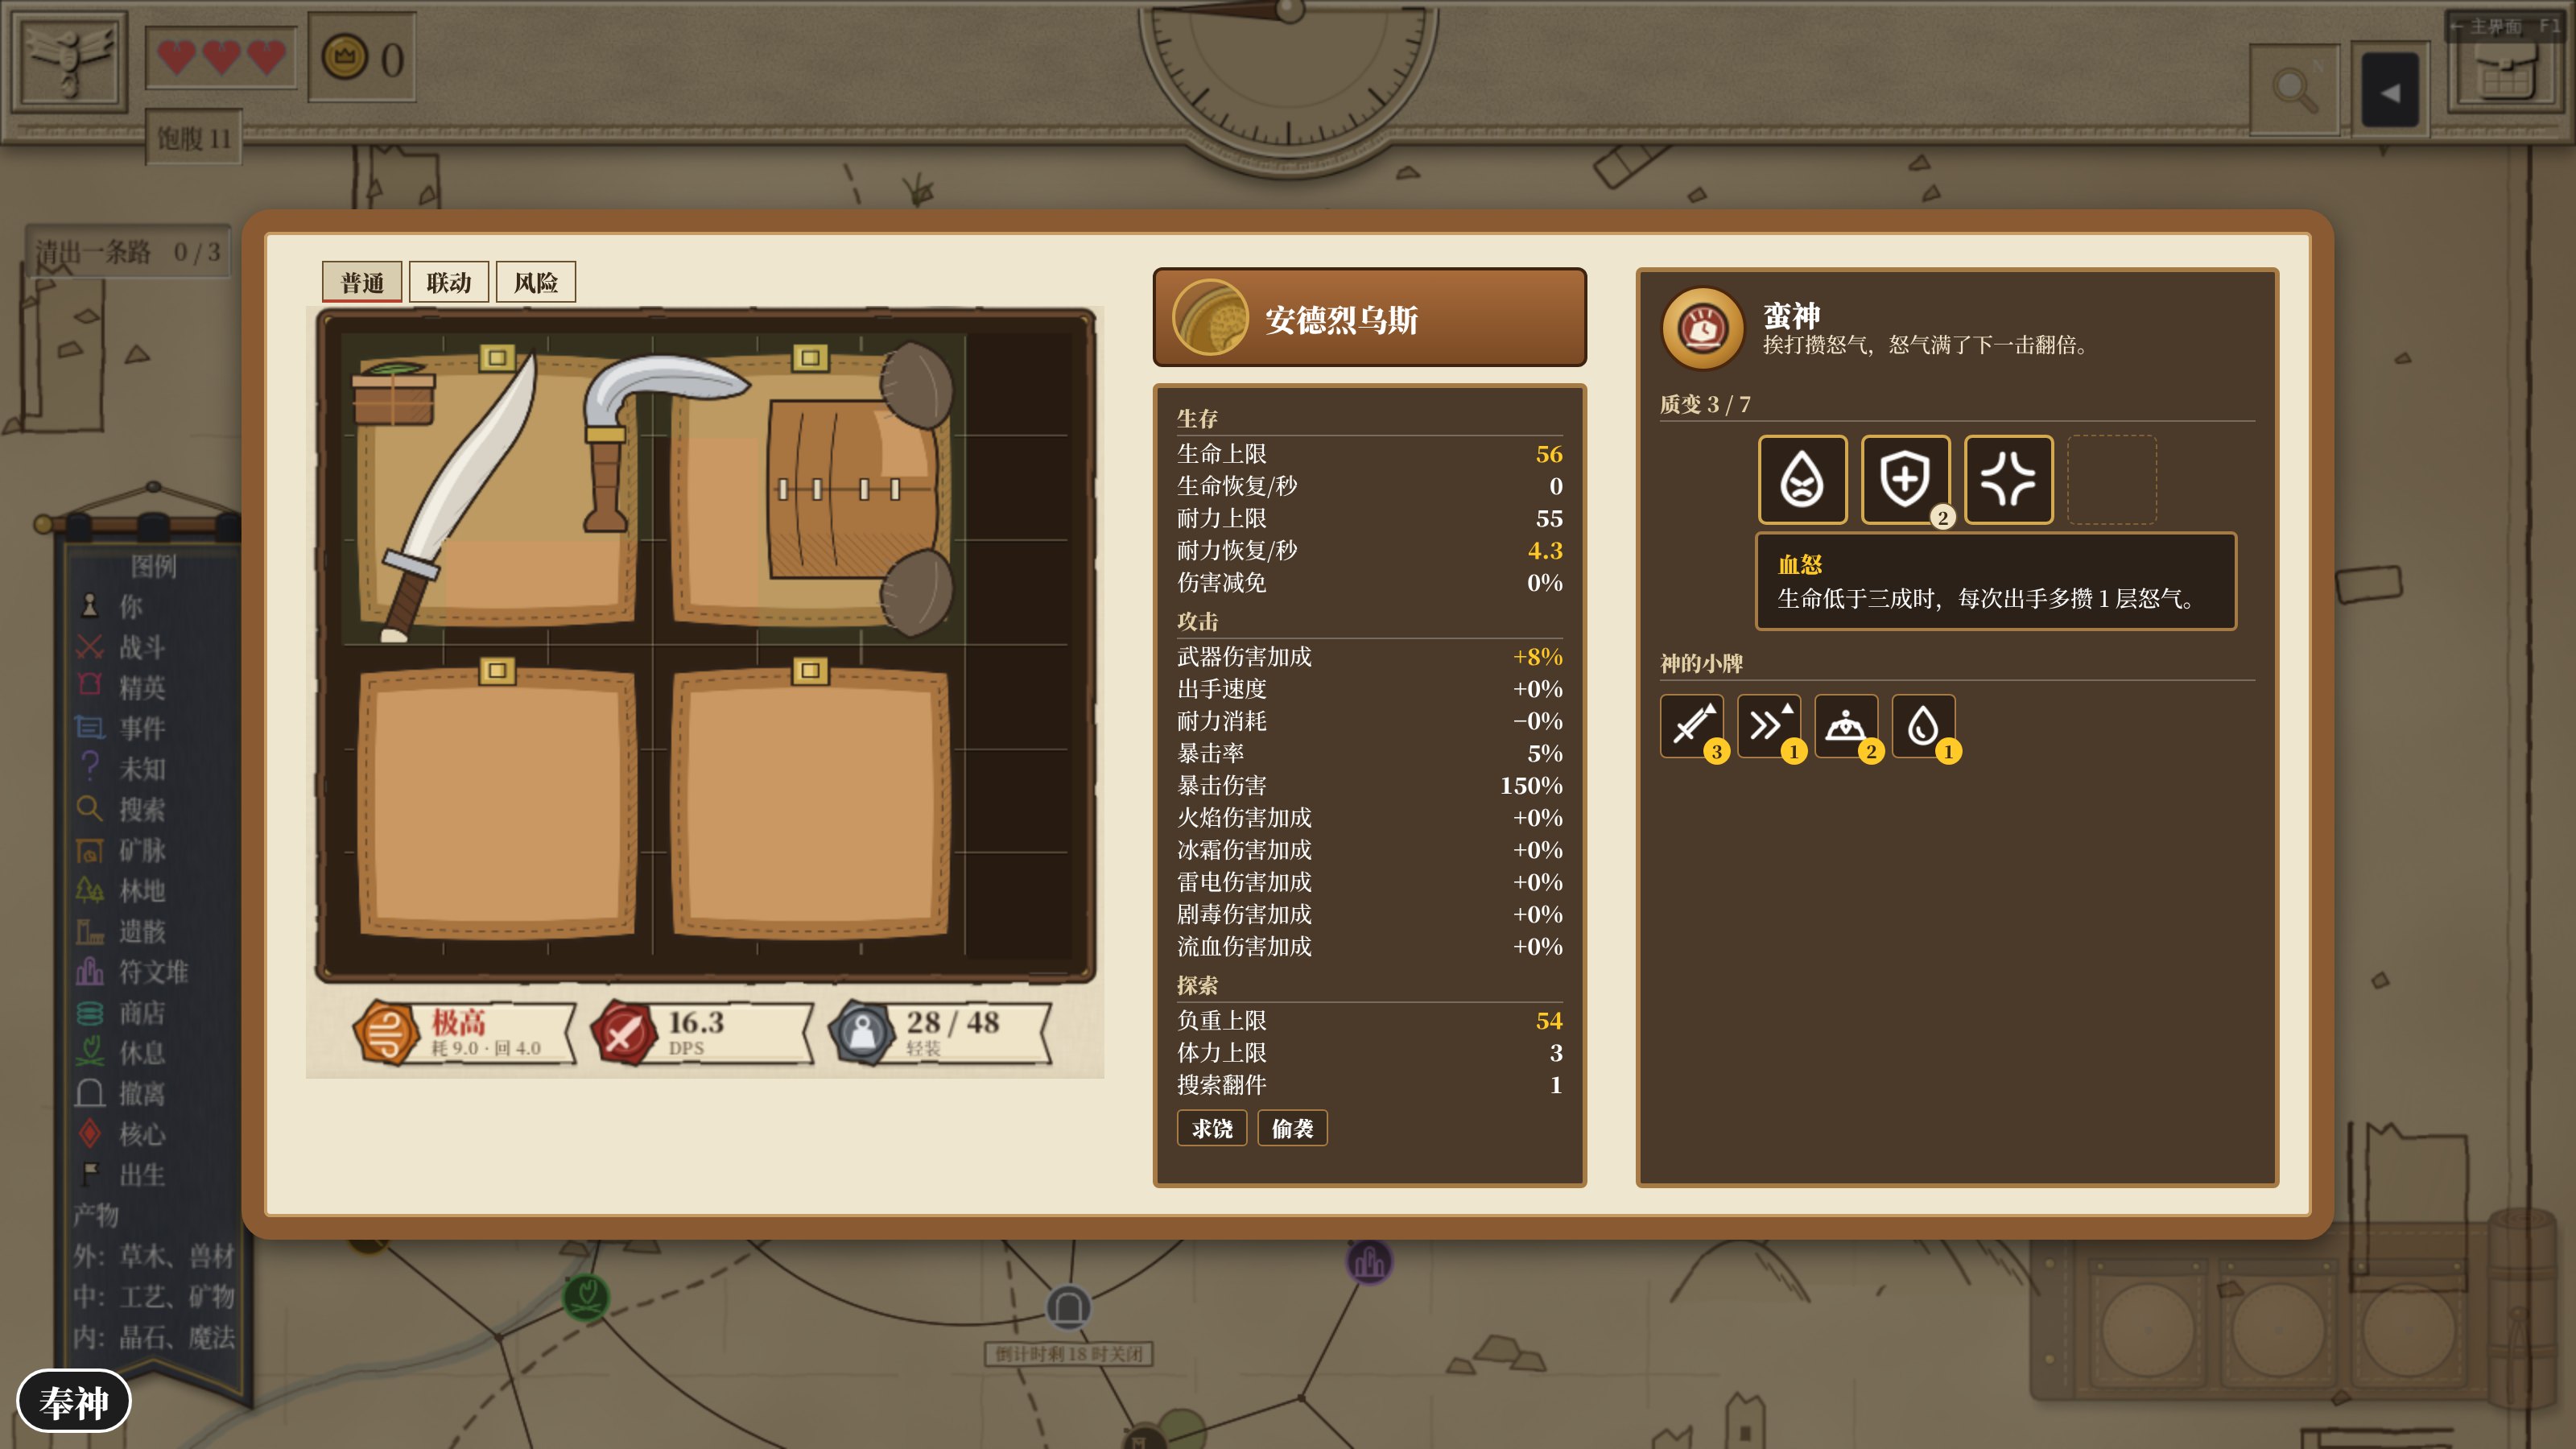 0
← 主界面 F1
饱腹 11
清出一条路 0 / 3
图例
你
战斗
精英
事件
未知
搜索
矿脉
林地
遗骸
符文堆
商店
休息
撤离
核心
出生
产物
外：草木、兽材
中：工艺、矿物
内：晶石、魔法
奉神
普通 联动 风险
极高
耗 9.0 · 回 4.0
16.3
DPS
28 / 48
轻装
安德烈乌斯
生存
生命上限 56
生命恢复/秒 0
耐力上限 55
耐力恢复/秒 4.3
伤害减免 0%
攻击
武器伤害加成 +8%
出手速度 +0%
耐力消耗 −0%
暴击率 5%
暴击伤害 150%
火焰伤害加成 +0%
冰霜伤害加成 +0%
雷电伤害加成 +0%
剧毒伤害加成 +0%
流血伤害加成 +0%
探索
负重上限 54
体力上限 3
搜索翻件 1
求饶 偷袭
蛮神
挨打攒怒气，怒气满了下一击翻倍。
质变 3 / 7
2
血怒
生命低于三成时，每次出手多攒 1 层怒气。
神的小牌
3 1 2 1
倒计时剩 18 时关闭